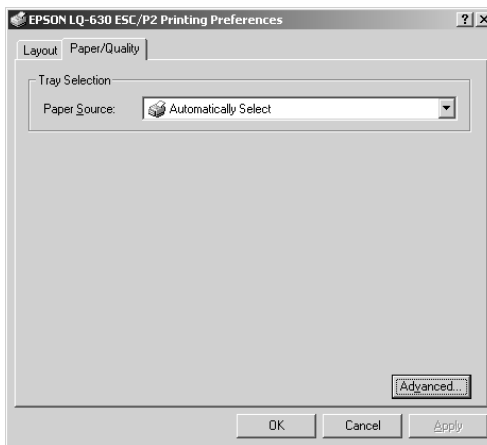 EPSON LQ-630 ESC/P2 Printing Preferences
Layout Paper/Quality
Tray Selection
Paper Source: Automatically Select
Advanced...
OK Cancel Apply